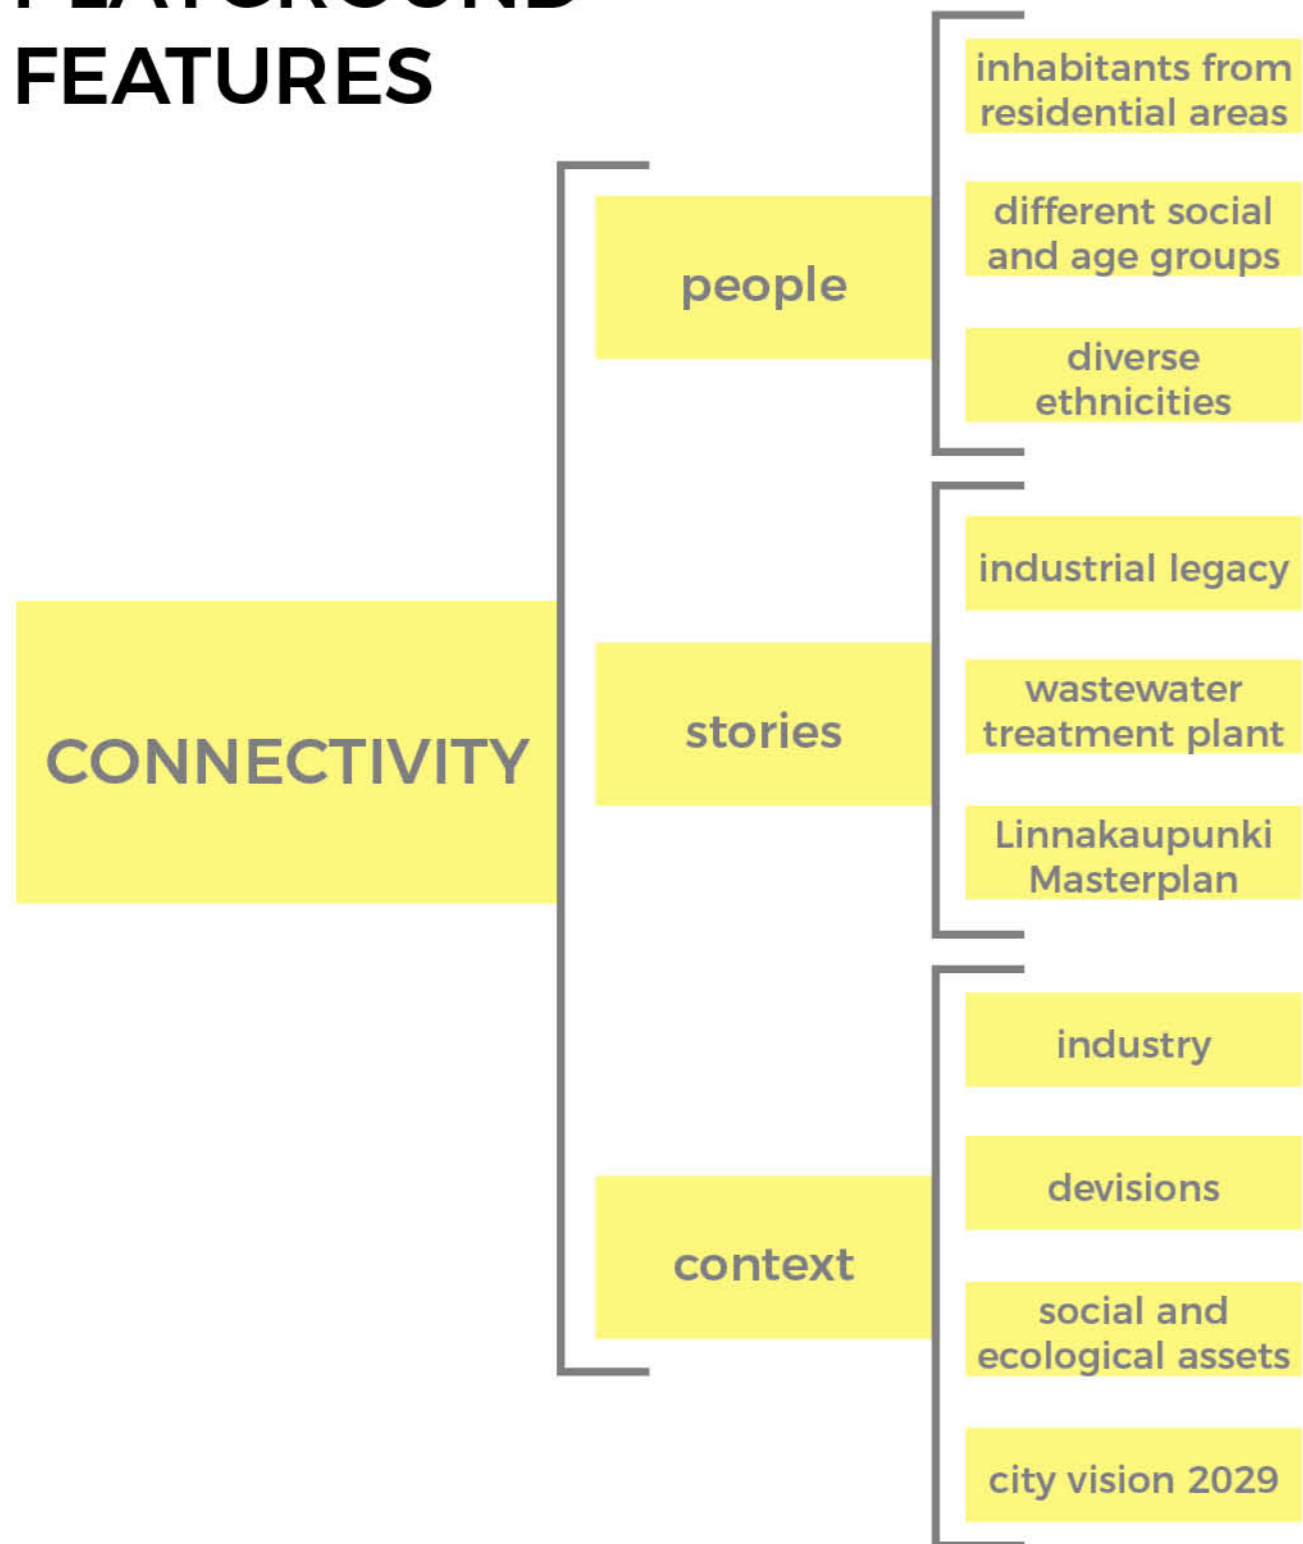 PLAYGROUND
FEATURES
CONNECTIVITY
people
inhabitants from
residential areas
different social
and age groups
diverse
ethnicities
stories
industrial legacy
wastewater
treatment plant
Linnakaupunki
Masterplan
context
industry
devisions
social and
ecological assets
city vision 2029